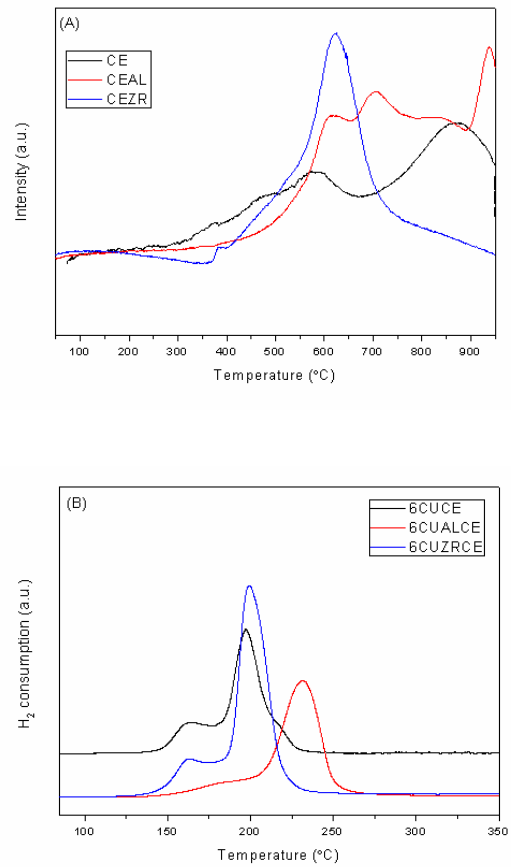 (A)
CE
CEAL
CEZR
Intensity (a.u.)
100 200 300 400 500 600 700 800 900
Temperature (°C)
(B)
6CUCE
6CUALCE
6CUZRCE
H2 consumption (a.u.)
100 150 200 250 300 350
Temperature (°C)